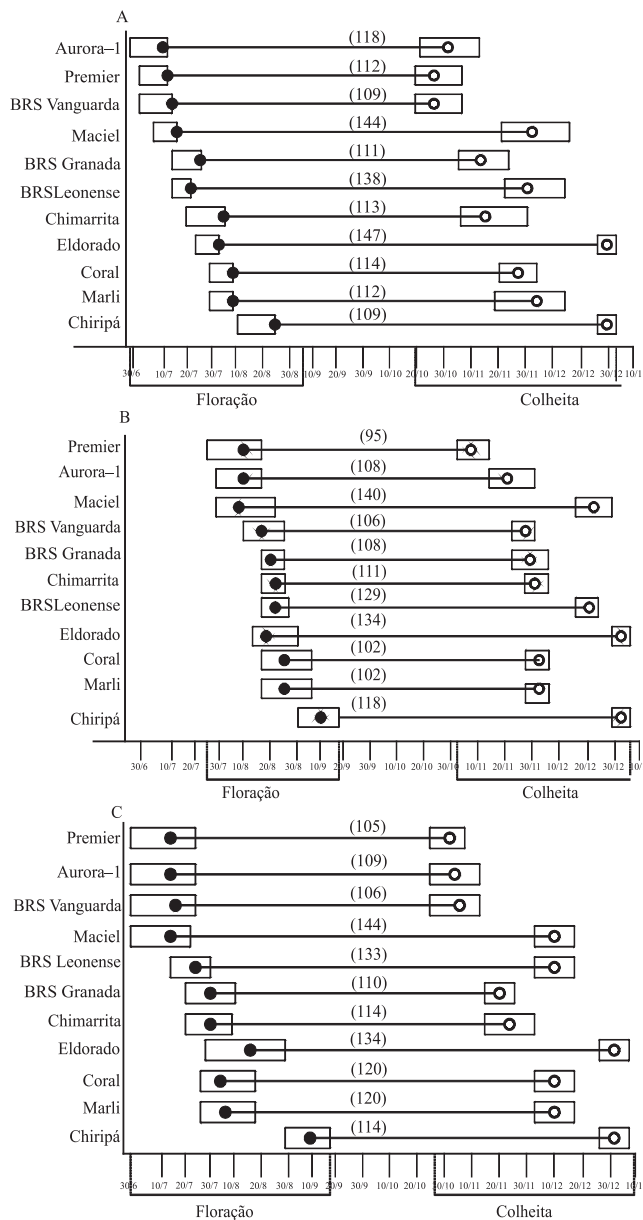 A
Aurora–1 (118)
Premier (112)
BRS Vanguarda (109)
Maciel (144)
BRS Granada (111)
BRSLeonense (138)
Chimarrita (113)
Eldorado (147)
Coral (114)
Marli (112)
Chiripá (109)
30/6 10/7 20/7 30/7 10/8 20/8 30/8 10/9 20/9 30/9 10/10 20/10 30/10 10/11 20/11 30/11 10/12 20/12 30/12 10/1
Floração Colheita
B
Premier (95)
Aurora–1 (108)
Maciel (140)
BRS Vanguarda (106)
BRS Granada (108)
Chimarrita (111)
BRSLeonense (129)
Eldorado (134)
Coral (102)
Marli (102)
Chiripá (118)
30/6 10/7 20/7 30/7 10/8 20/8 30/8 10/9 20/9 30/9 10/10 20/10 30/10 10/11 20/11 30/11 10/12 20/12 30/12 10/1
Floração Colheita
C
Premier (105)
Aurora–1 (109)
BRS Vanguarda (106)
Maciel (144)
BRS Leonense (133)
BRS Granada (110)
Chimarrita (114)
Eldorado (134)
Coral (120)
Marli (120)
Chiripá (114)
30/6 10/7 20/7 30/7 10/8 20/8 30/8 10/9 20/9 30/9 10/10 20/10 30/10 10/11 20/11 30/11 10/12 20/12 30/12 10/1
Floração Colheita